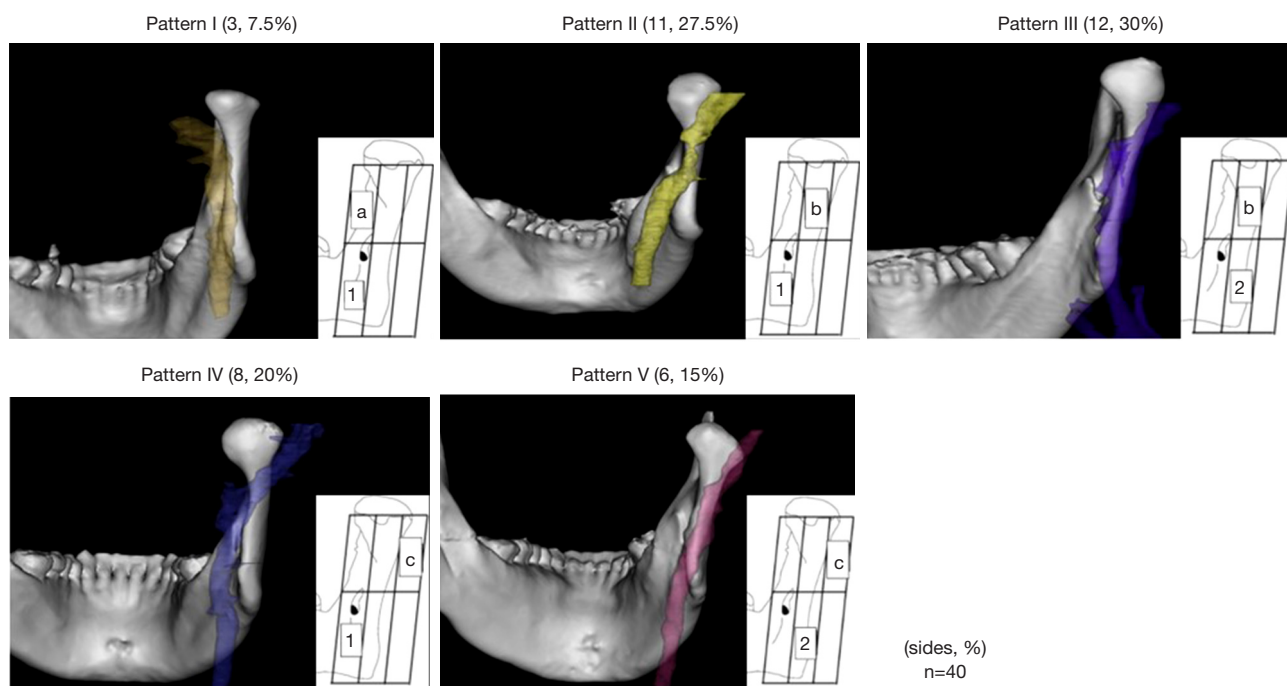 Pattern I (3, 7.5%)
Pattern II (11, 27.5%)
Pattern III (12, 30%)
a
1
b
1
b
2
Pattern IV (8, 20%)
Pattern V (6, 15%)
c
1
c
2
(sides, %)
n=40